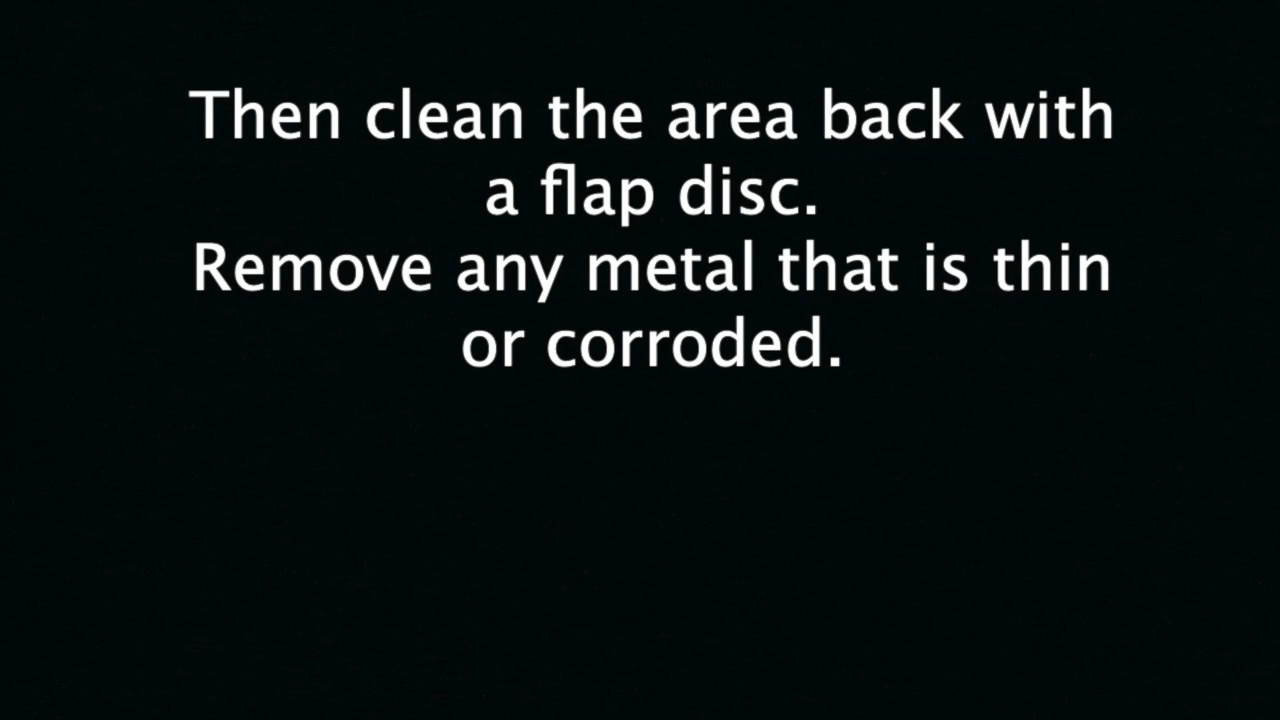 Then clean the area back with
a flap disc.
Remove any metal that is thin
or corroded.